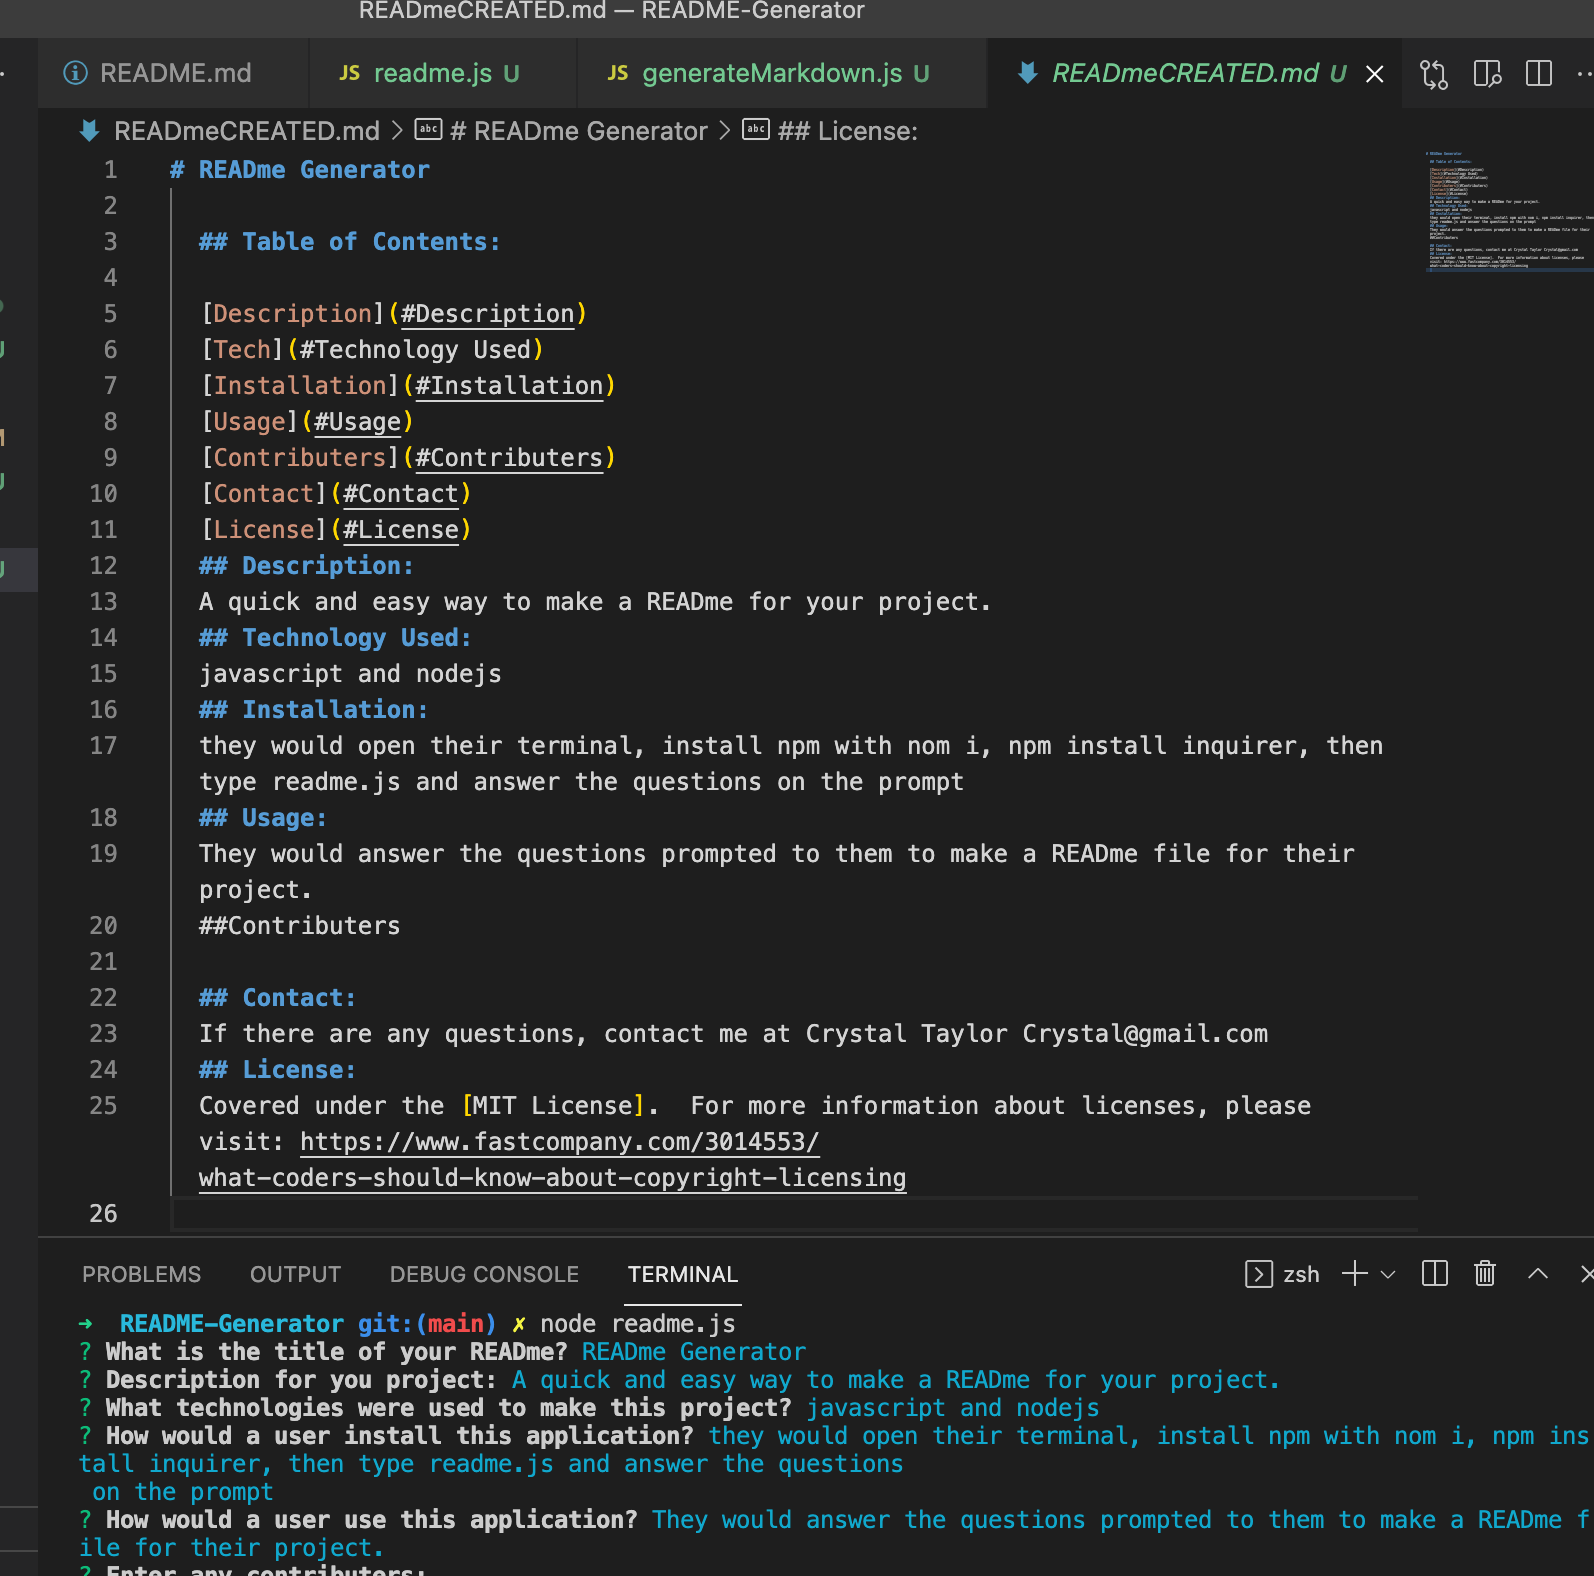 READmeCREATED.md — README-Generator
README.md
JS readme.js U
JS generateMarkdown.js U
READmeCREATED.md U
READmeCREATED.md > abc # READme Generator > abc ## License:
1 # READme Generator
2
3 ## Table of Contents:
4
5 [Description](#Description)
6 [Tech](#Technology Used)
7 [Installation](#Installation)
8 [Usage](#Usage)
9 [Contributers](#Contributers)
10 [Contact](#Contact)
11 [License](#License)
12 ## Description:
13 A quick and easy way to make a READme for your project.
14 ## Technology Used:
15 javascript and nodejs
16 ## Installation:
17 they would open their terminal, install npm with nom i, npm install inquirer, then
type readme.js and answer the questions on the prompt
18 ## Usage:
19 They would answer the questions prompted to them to make a READme file for their
project.
20 ##Contributers
21
22 ## Contact:
23 If there are any questions, contact me at Crystal Taylor Crystal@gmail.com
24 ## License:
25 Covered under the [MIT License].  For more information about licenses, please
visit: https://www.fastcompany.com/3014553/
what-coders-should-know-about-copyright-licensing
26
PROBLEMS OUTPUT DEBUG CONSOLE TERMINAL zsh
➜ README-Generator git:(main) ✗ node readme.js
? What is the title of your READme? READme Generator
? Description for you project: A quick and easy way to make a READme for your project.
? What technologies were used to make this project? javascript and nodejs
? How would a user install this application? they would open their terminal, install npm with nom i, npm ins
tall inquirer, then type readme.js and answer the questions
on the prompt
? How would a user use this application? They would answer the questions prompted to them to make a READme f
ile for their project.
? Enter any contributers: